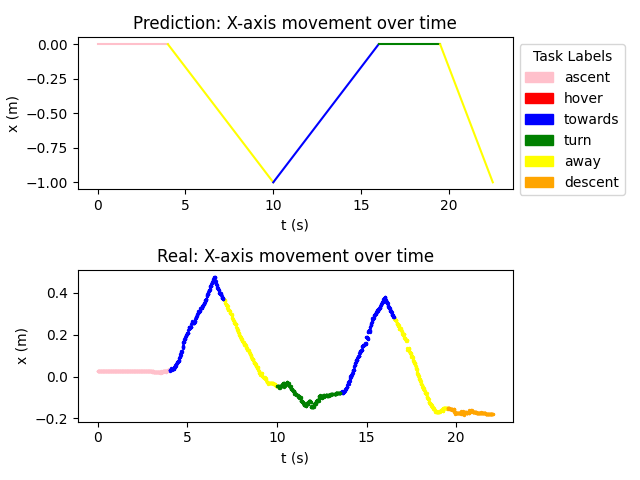 Prediction: X-axis movement over time
0.00
−0.25
−0.50
−0.75
−1.00
x (m)
0
5
10
15
20
t (s)
Task Labels
ascent
hover
towards
turn
away
descent
Real: X-axis movement over time
0.4
0.2
0.0
−0.2
x (m)
0
5
10
15
20
t (s)